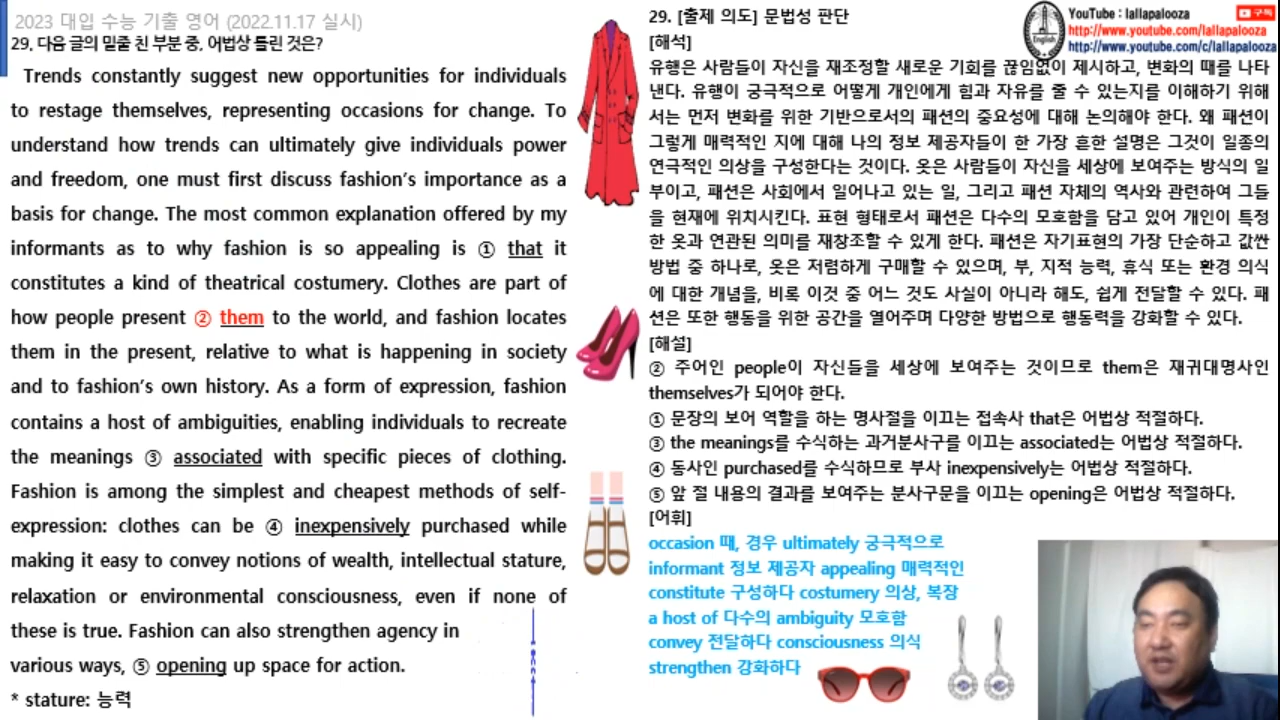 2023 대입 수능 기출 영어 (2022.11.17 실시)
29. 다음 글의 밑줄 친 부분 중, 어법상 틀린 것은?
Trends constantly suggest new opportunities for individuals
to restage themselves, representing occasions for change. To
understand how trends can ultimately give individuals power
and freedom, one must first discuss fashion's importance as a
basis for change. The most common explanation offered by my
informants as to why fashion is so appealing is ① that it
constitutes a kind of theatrical costumery. Clothes are part of
how people present ② them to the world, and fashion locates
them in the present, relative to what is happening in society
and to fashion's own history. As a form of expression, fashion
contains a host of ambiguities, enabling individuals to recreate
the meanings ③ associated with specific pieces of clothing.
Fashion is among the simplest and cheapest methods of self-
expression: clothes can be ④ inexpensively purchased while
making it easy to convey notions of wealth, intellectual stature,
relaxation or environmental consciousness, even if none of
these is true. Fashion can also strengthen agency in
various ways, ⑤ opening up space for action.
* stature: 능력
29. [출제 의도] 문법성 판단
[해석]
유행은 사람들이 자신을 재조정할 새로운 기회를 끊임없이 제시하고, 변화의 때를 나타
낸다. 유행이 궁극적으로 어떻게 개인에게 힘과 자유를 줄 수 있는지를 이해하기 위해
서는 먼저 변화를 위한 기반으로서의 패션의 중요성에 대해 논의해야 한다. 왜 패션이
그렇게 매력적인 지에 대해 나의 정보 제공자들이 한 가장 흔한 설명은 그것이 일종의
연극적인 의상을 구성한다는 것이다. 옷은 사람들이 자신을 세상에 보여주는 방식의 일
부이고, 패션은 사회에서 일어나고 있는 일, 그리고 패션 자체의 역사와 관련하여 그들
을 현재에 위치시킨다. 표현 형태로서 패션은 다수의 모호함을 담고 있어 개인이 특정
한 옷과 연관된 의미를 재창조할 수 있게 한다. 패션은 자기표현의 가장 단순하고 값싼
방법 중 하나로, 옷은 저렴하게 구매할 수 있으며, 부, 지적 능력, 휴식 또는 환경 의식
에 대한 개념을, 비록 이것 중 어느 것도 사실이 아니라 해도, 쉽게 전달할 수 있다. 패
션은 또한 행동을 위한 공간을 열어주며 다양한 방법으로 행동력을 강화할 수 있다.
[해설]
② 주어인 people이 자신들을 세상에 보여주는 것이므로 them은 재귀대명사인
themselves가 되어야 한다.
① 문장의 보어 역할을 하는 명사절을 이끄는 접속사 that은 어법상 적절하다.
③ the meanings를 수식하는 과거분사구를 이끄는 associated는 어법상 적절하다.
④ 동사인 purchased를 수식하므로 부사 inexpensively는 어법상 적절하다.
⑤ 앞 절 내용의 결과를 보여주는 분사구문을 이끄는 opening은 어법상 적절하다.
[어휘]
occasion 때, 경우 ultimately 궁극적으로
informant 정보 제공자 appealing 매력적인
constitute 구성하다 costumery 의상, 복장
a host of 다수의 ambiguity 모호함
convey 전달하다 consciousness 의식
strengthen 강화하다
English
YouTube : lallapalooza
구독
http://www.youtube.com/lallapalooza
http://www.youtube.com/c/lallapalooza